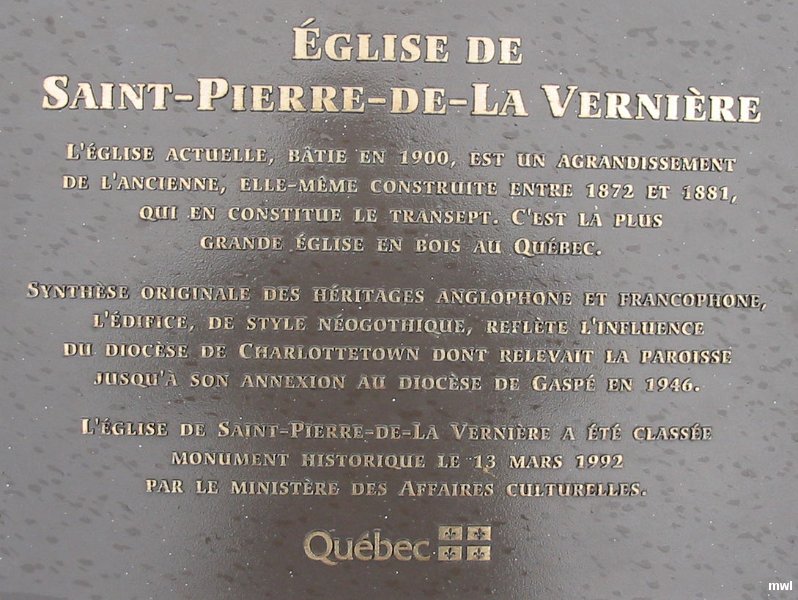 ÉGLISE DE
SAINT-PIERRE-DE-LA VERNIÈRE
L'ÉGLISE ACTUELLE, BÂTIE EN 1900, EST UN AGRANDISSEMENT
DE L'ANCIENNE, ELLE-MÊME CONSTRUITE ENTRE 1872 ET 1881,
QUI EN CONSTITUE LE TRANSEPT. C'EST LA PLUS
GRANDE ÉGLISE EN BOIS AU QUÉBEC.
SYNTHÈSE ORIGINALE DES HÉRITAGES ANGLOPHONE ET FRANCOPHONE,
L'ÉDIFICE, DE STYLE NÉOGOTHIQUE, REFLÈTE L'INFLUENCE
DU DIOCÈSE DE CHARLOTTETOWN DONT RELEVAIT LA PAROISSE
JUSQU'À SON ANNEXION AU DIOCÈSE DE GASPÉ EN 1946.
L'ÉGLISE DE SAINT-PIERRE-DE-LA VERNIÈRE A ÉTÉ CLASSÉE
MONUMENT HISTORIQUE LE 13 MARS 1992
PAR LE MINISTÈRE DES AFFAIRES CULTURELLES.
Québec
mwl